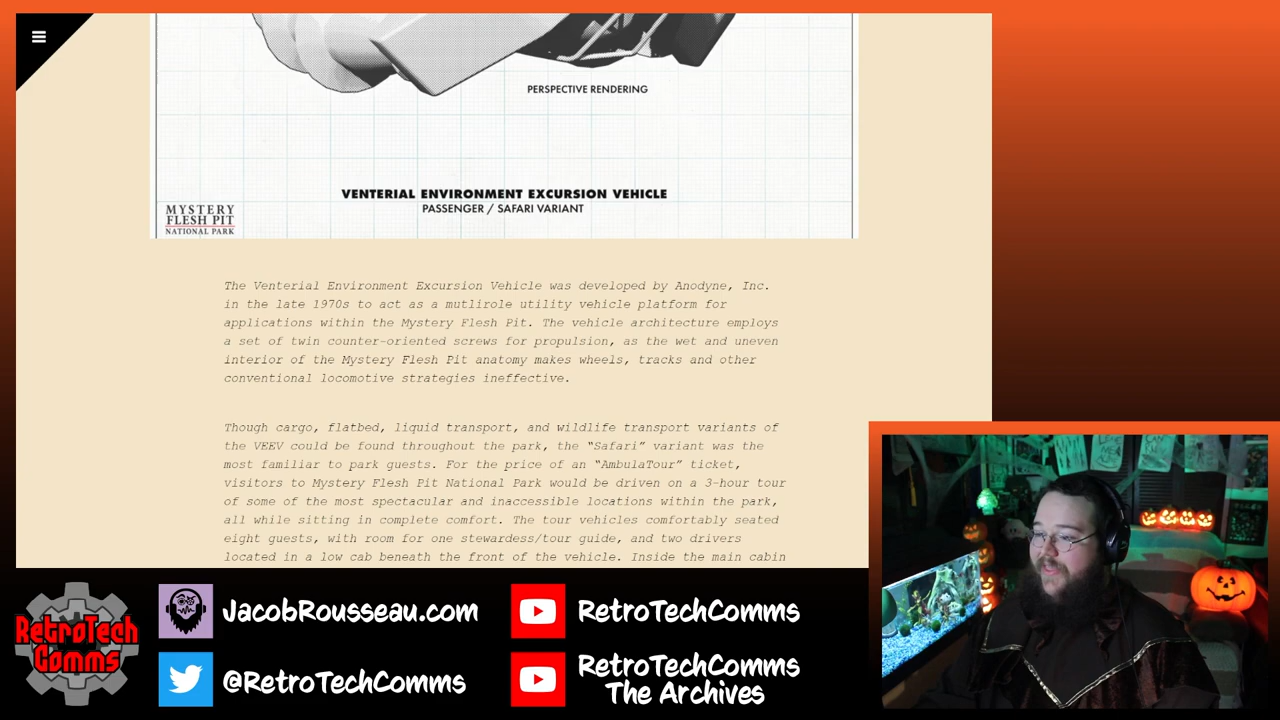 PERSPECTIVE RENDERING
VENTERIAL ENVIRONMENT EXCURSION VEHICLE
PASSENGER / SAFARI VARIANT
MYSTERY
FLESH PIT
NATIONAL PARK
The Venterial Environment Excursion Vehicle was developed by Anodyne, Inc.
in the late 1970s to act as a mutlirole utility vehicle platform for
applications within the Mystery Flesh Pit. The vehicle architecture employs
a set of twin counter-oriented screws for propulsion, as the wet and uneven
interior of the Mystery Flesh Pit anatomy makes wheels, tracks and other
conventional locomotive strategies ineffective.
Though cargo, flatbed, liquid transport, and wildlife transport variants of
the VEEV could be found throughout the park, the “Safari” variant was the
most familiar to park guests. For the price of an “AmbulaTour” ticket,
visitors to Mystery Flesh Pit National Park would be driven on a 3-hour tour
of some of the most spectacular and inaccessible locations within the park,
all while sitting in complete comfort. The tour vehicles comfortably seated
eight guests, with room for one stewardess/tour guide, and two drivers
located in a low cab beneath the front of the vehicle. Inside the main cabin
RetroTech
Comms
JacobRousseau.com
@RetroTechComms
RetroTechComms
RetroTechComms
The Archives